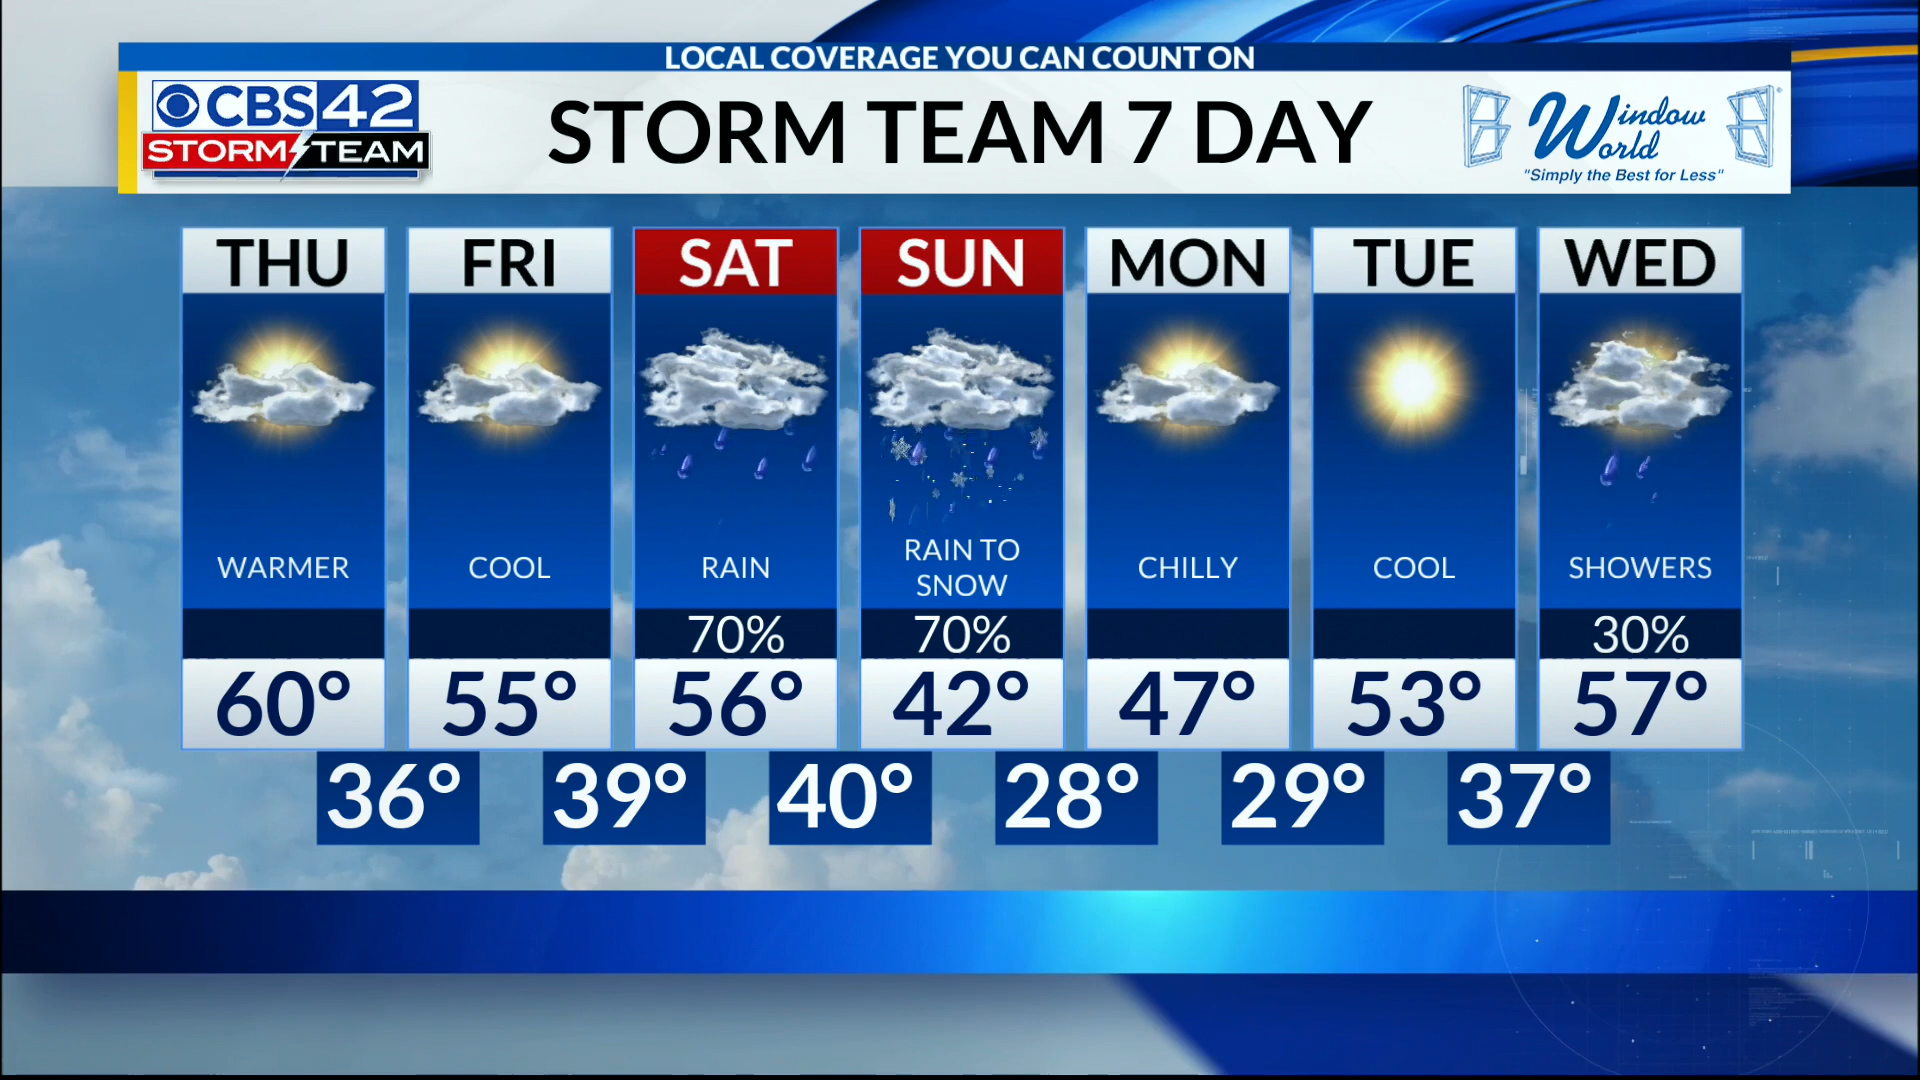 LOCAL COVERAGE YOU CAN COUNT ON
CBS 42
STORM TEAM
STORM TEAM 7 DAY
Window
World
"Simply the Best for Less"
THU FRI SAT SUN MON TUE WED
WARMER COOL RAIN RAIN TO SNOW CHILLY COOL SHOWERS
70% 70% 30%
60° 55° 56° 42° 47° 53° 57°
36° 39° 40° 28° 29° 37°